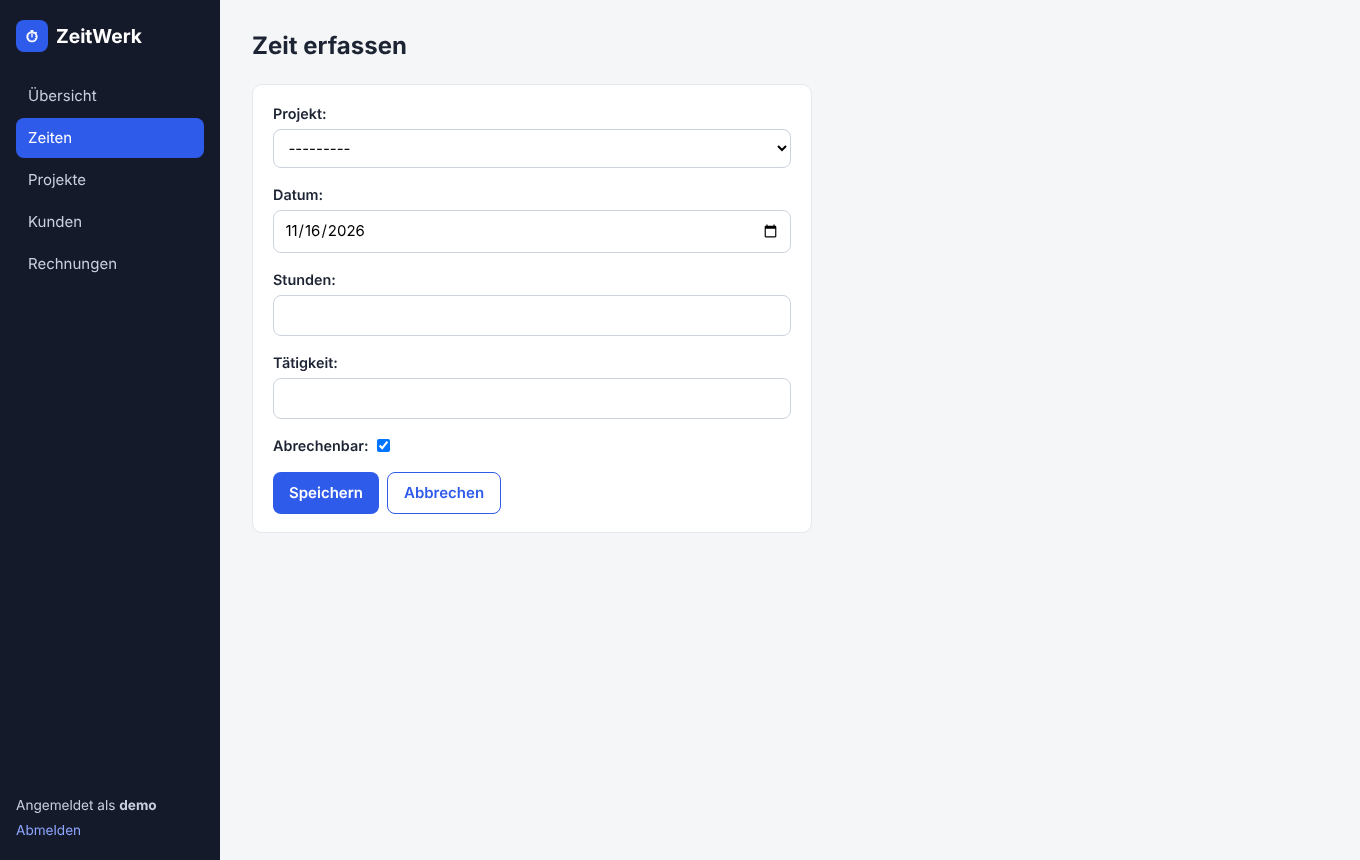 ZeitWerk
Übersicht
Zeiten
Projekte
Kunden
Rechnungen
Angemeldet als demo
Abmelden
Zeit erfassen
Projekt:
---------
Datum:
11/16/2026
Stunden:
Tätigkeit:
Abrechenbar:
Speichern Abbrechen